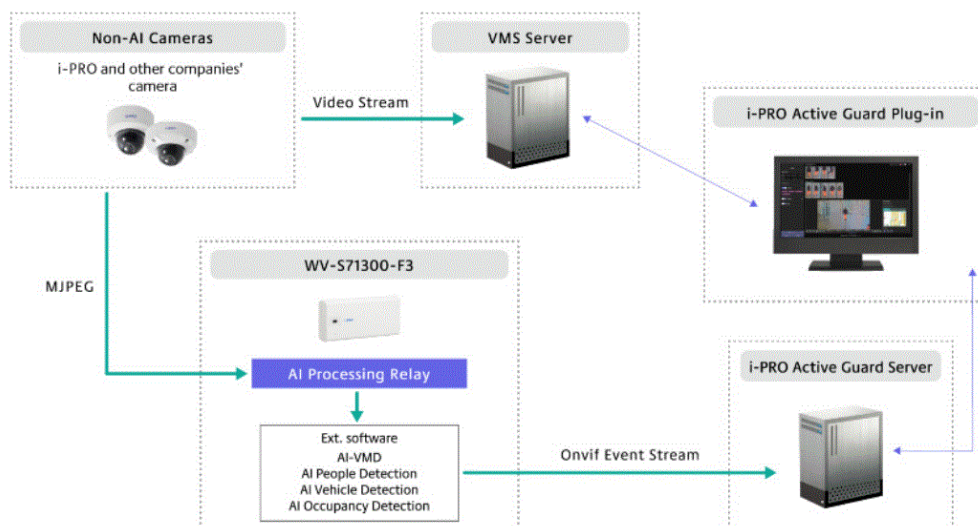 Non-AI Cameras
i-PRO and other companies'
camera
Video Stream
VMS Server
i-PRO Active Guard Plug-in
MJPEG
WV-S71300-F3
AI Processing Relay
Ext. software
AI-VMD
AI People Detection
AI Vehicle Detection
AI Occupancy Detection
Onvif Event Stream
i-PRO Active Guard Server